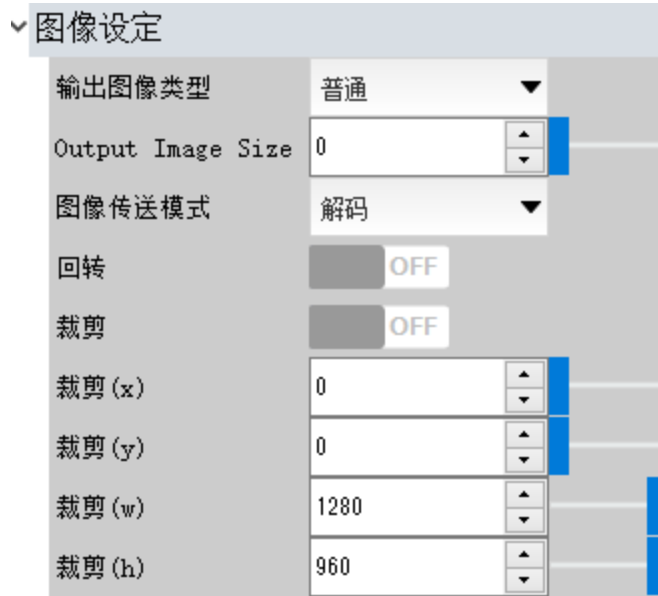 图像设定
输出图像类型 普通
Output Image Size 0
图像传送模式 解码
回转 OFF
裁剪 OFF
裁剪(x) 0
裁剪(y) 0
裁剪(w) 1280
裁剪(h) 960